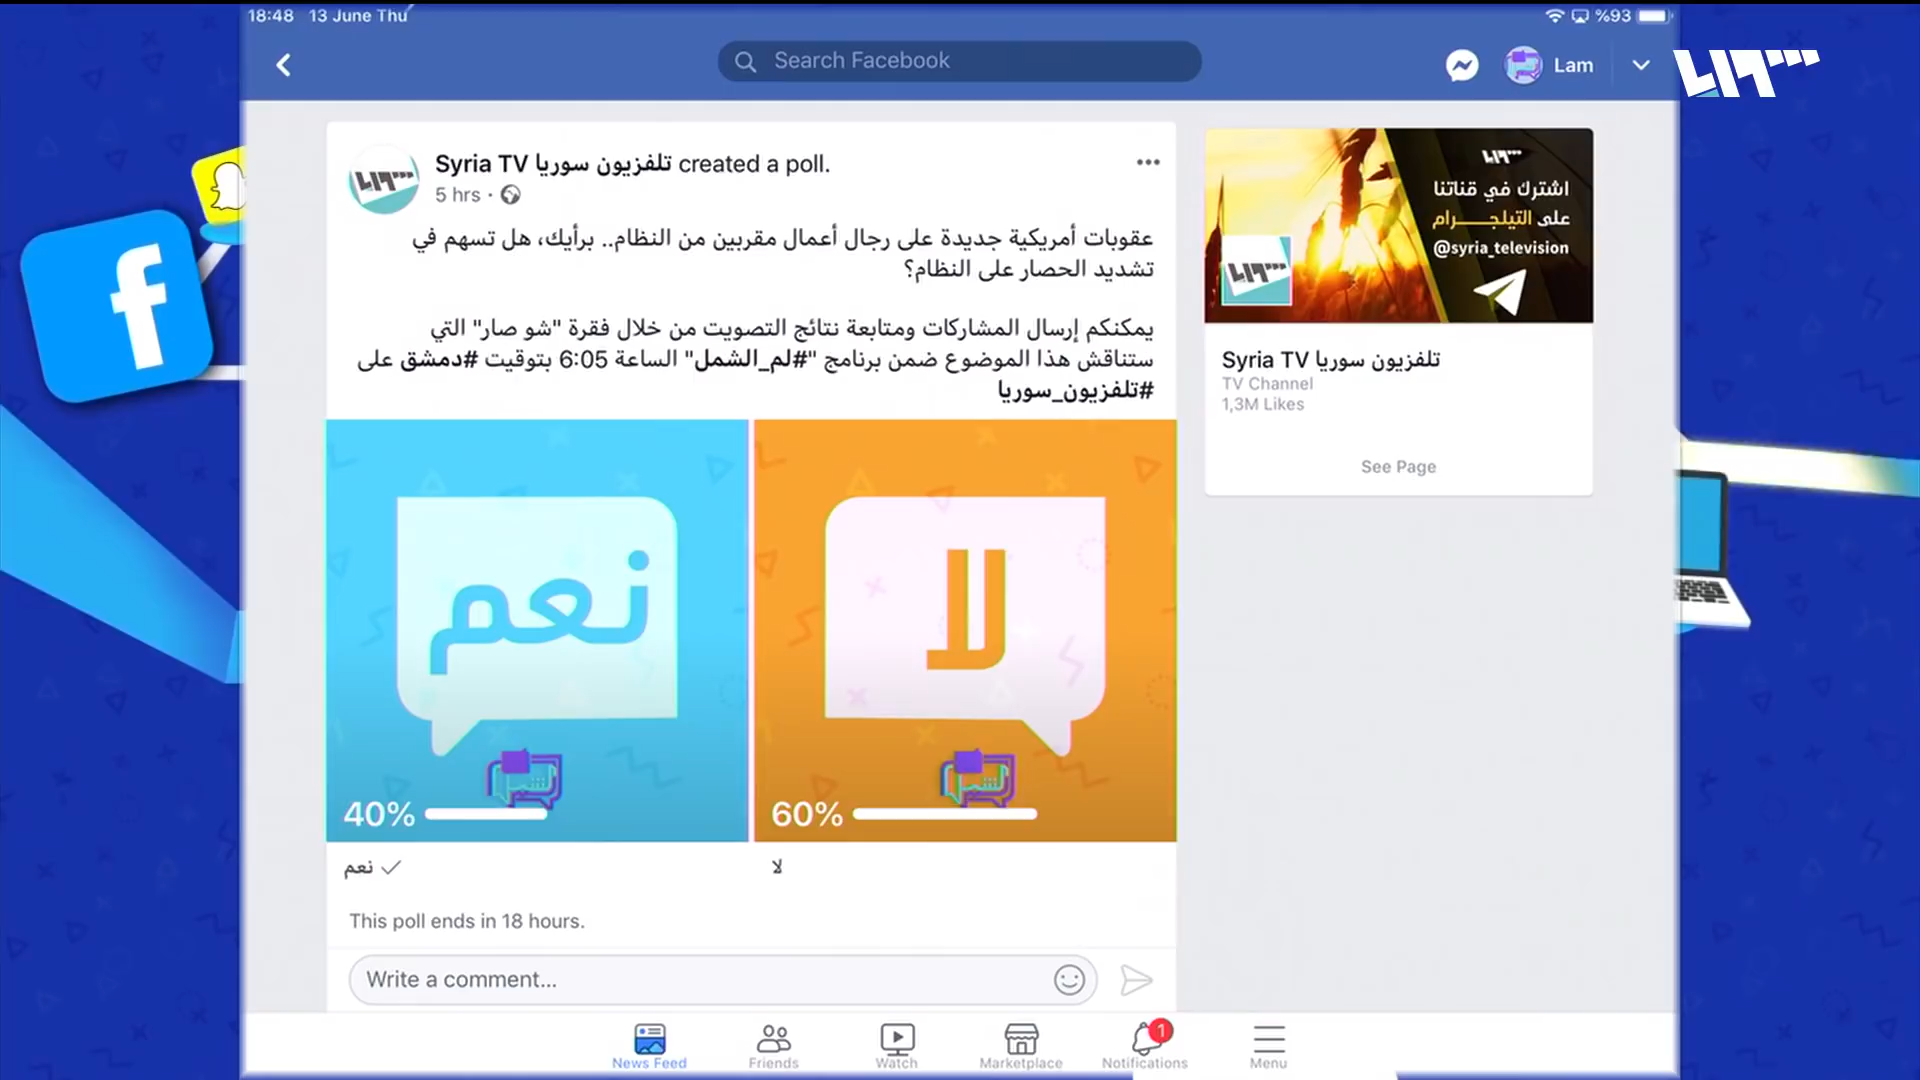 18:48 13 June Thu
%93
Search Facebook
Lam
Syria TV تلفزيون سوريا created a poll.
5 hrs ·
عقوبات أمريكية جديدة على رجال أعمال مقربين من النظام.. برأيك، هل تسهم في
تشديد الحصار على النظام؟
يمكنكم إرسال المشاركات ومتابعة نتائج التصويت من خلال فقرة "شو صار" التي
ستناقش هذا الموضوع ضمن برنامج "#لم_الشمل" الساعة 6:05 بتوقيت #دمشق على
#تلفزيون_سوريا
نعم
لا
40%
60%
نعم
لا
This poll ends in 18 hours.
Write a comment...
اشترك في قناتنا
على التيلجـــرام
@syria_television
Syria TV تلفزيون سوريا
TV Channel
1,3M Likes
See Page
News Feed
Friends
Watch
Marketplace
1
Notifications
Menu